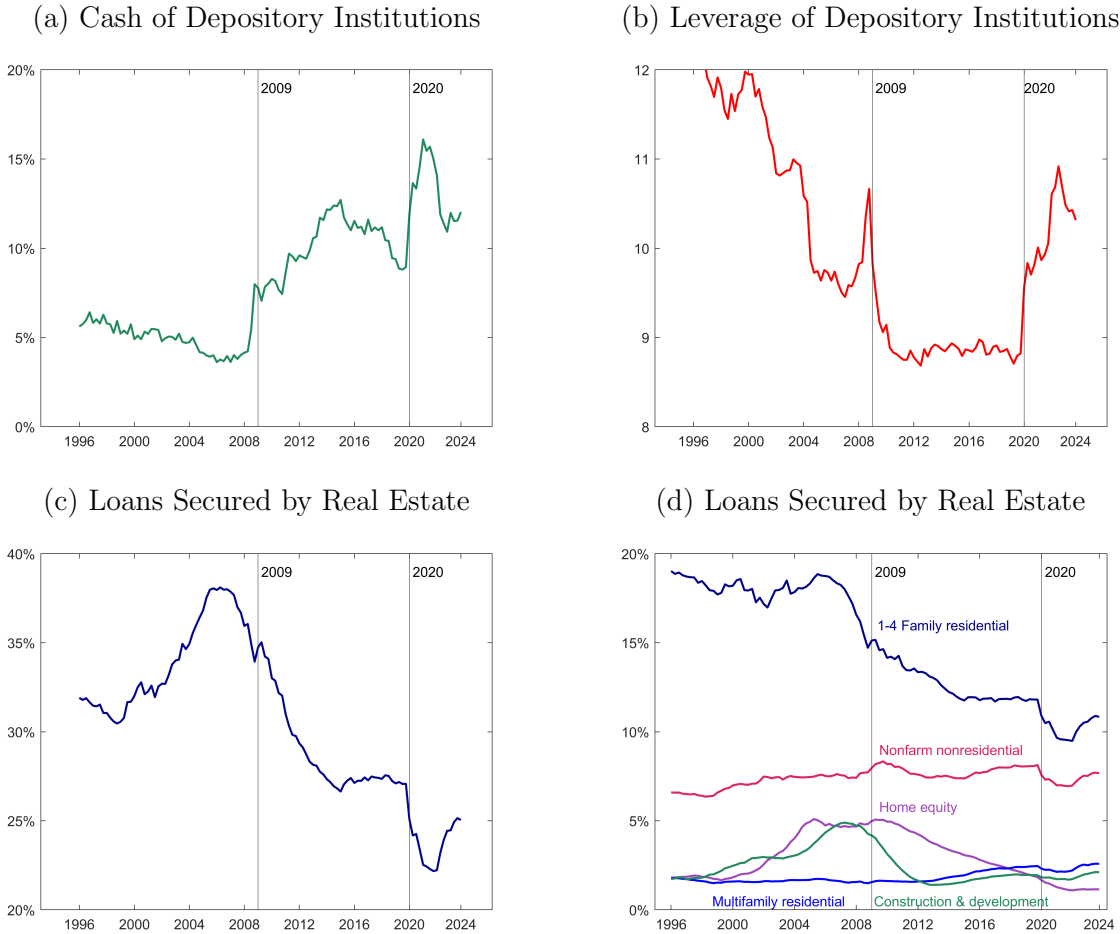 (a) Cash of Depository Institutions
20%
15%
10%
5%
0%
2009
2020
1996 2000 2004 2008 2012 2016 2020 2024
(b) Leverage of Depository Institutions
12
11
10
9
8
2009
2020
1996 2000 2004 2008 2012 2016 2020 2024
(c) Loans Secured by Real Estate
40%
35%
30%
25%
20%
2009
2020
1996 2000 2004 2008 2012 2016 2020 2024
(d) Loans Secured by Real Estate
20%
15%
10%
5%
0%
2009
2020
1-4 Family residential
Nonfarm nonresidential
Home equity
Multifamily residential
Construction & development
1996 2000 2004 2008 2012 2016 2020 2024